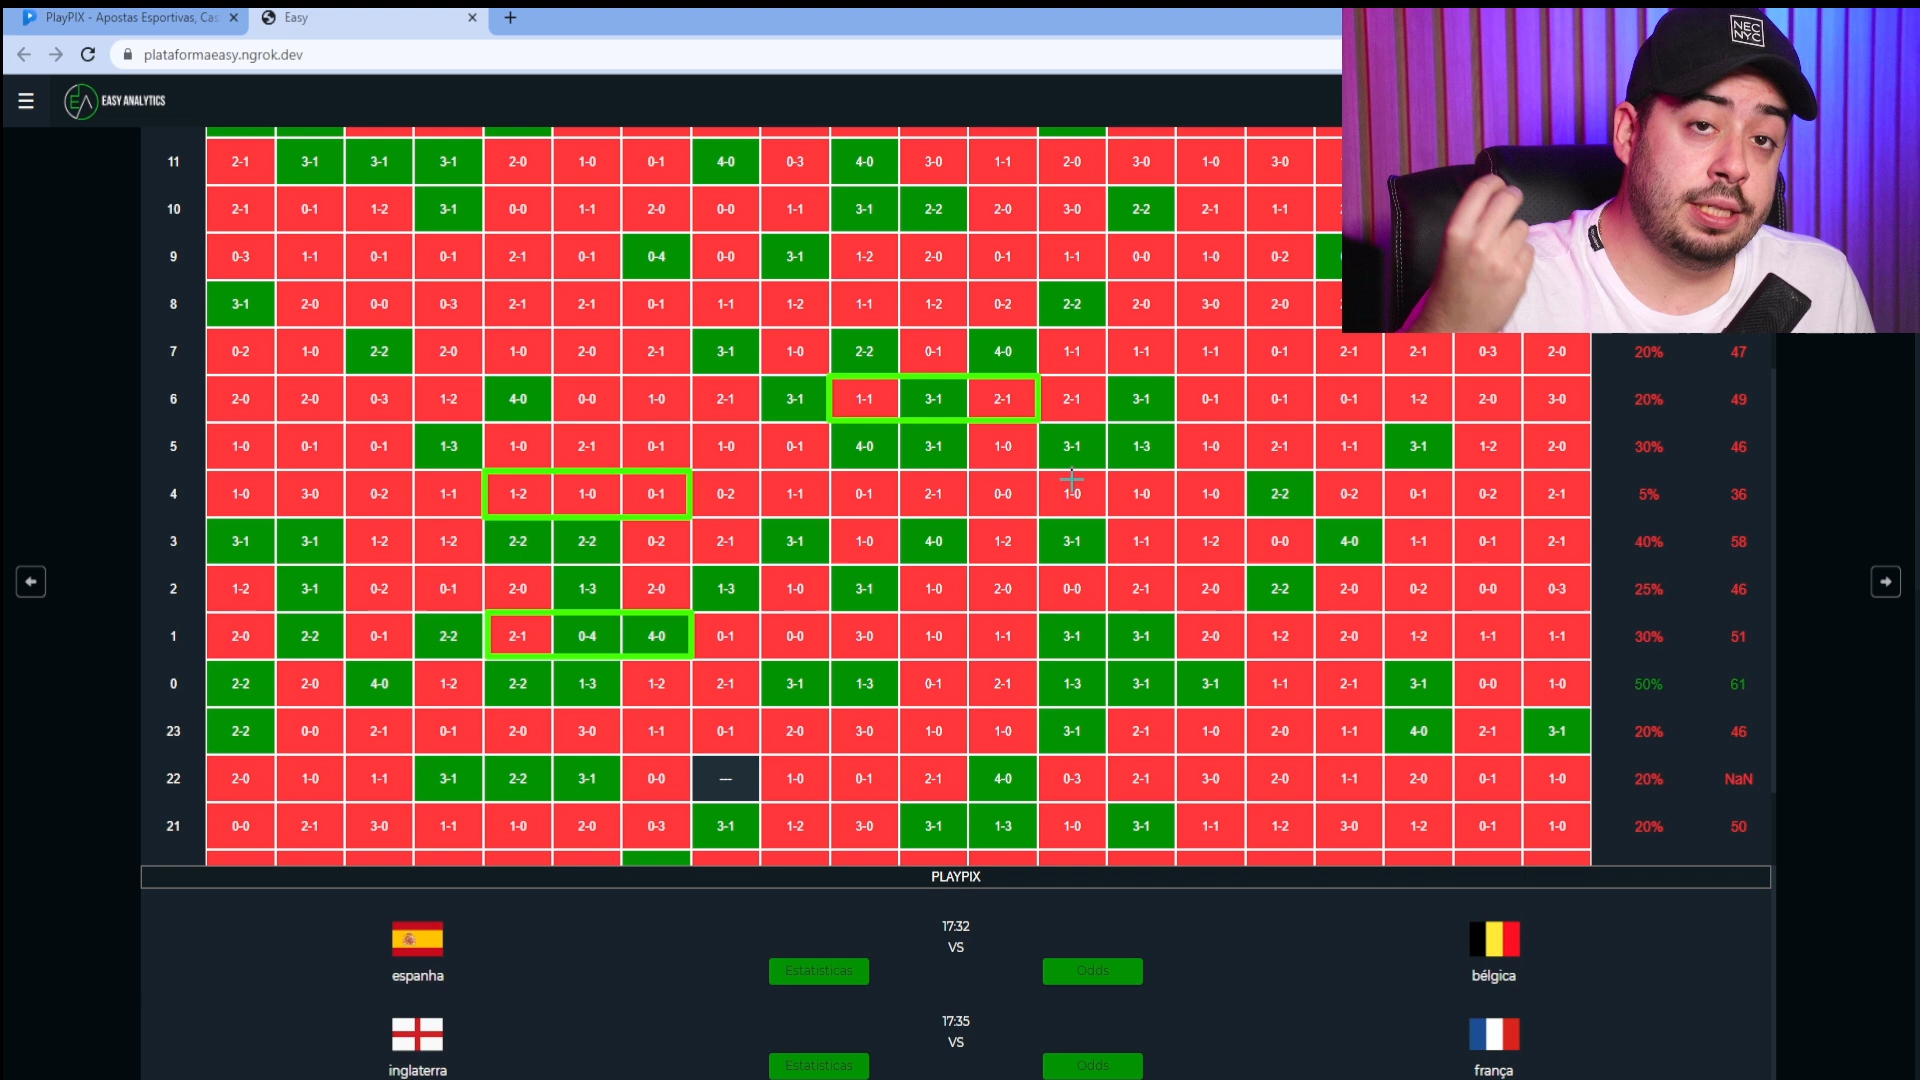 PlayPIX - Apostas Esportivas, Cas
Easy
plataformaeasy.ngrok.dev
EASY ANALYTICS
NEC
NYC
11 2-1 3-1 3-1 3-1 2-0 1-0 0-1 4-0 0-3 4-0 3-0 1-1 2-0 3-0 1-0 3-0
10 2-1 0-1 1-2 3-1 0-0 1-1 2-0 0-0 1-1 3-1 2-2 2-0 3-0 2-2 2-1 1-1
9 0-3 1-1 0-1 0-1 2-1 0-1 0-4 0-0 3-1 1-2 2-0 0-1 1-1 0-0 1-0 0-2
8 3-1 2-0 0-0 0-3 2-1 2-1 0-1 1-1 1-2 1-1 1-2 0-2 2-2 2-0 3-0 2-0
7 0-2 1-0 2-2 2-0 1-0 2-0 2-1 3-1 1-0 2-2 0-1 4-0 1-1 1-1 1-1 0-1 2-1 2-1 0-3 2-0 20% 47
6 2-0 2-0 0-3 1-2 4-0 0-0 1-0 2-1 3-1 1-1 3-1 2-1 2-1 3-1 0-1 0-1 0-1 1-2 2-0 3-0 20% 49
5 1-0 0-1 0-1 1-3 1-0 2-1 0-1 1-0 0-1 4-0 3-1 1-0 3-1 1-3 1-0 2-1 1-1 3-1 1-2 2-0 30% 46
4 1-0 3-0 0-2 1-1 1-2 1-0 0-1 0-2 1-1 0-1 2-1 0-0 1-0 1-0 1-0 2-2 0-2 0-1 0-2 2-1 5% 36
3 3-1 3-1 1-2 1-2 2-2 2-2 0-2 2-1 3-1 1-0 4-0 1-2 3-1 1-1 1-2 0-0 4-0 1-1 0-1 2-1 40% 58
2 1-2 3-1 0-2 0-1 2-0 1-3 2-0 1-3 1-0 3-1 1-0 2-0 0-0 2-1 2-0 2-2 2-0 0-2 0-0 0-3 25% 46
1 2-0 2-2 0-1 2-2 2-1 0-4 4-0 0-1 0-0 3-0 1-0 1-1 3-1 3-1 2-0 1-2 2-0 1-2 1-1 1-1 30% 51
0 2-2 2-0 4-0 1-2 2-2 1-3 1-2 2-1 3-1 1-3 0-1 2-1 1-3 3-1 3-1 1-1 2-1 3-1 0-0 1-0 50% 61
23 2-2 0-0 2-1 0-1 2-0 3-0 1-1 0-1 2-0 3-0 1-0 1-0 3-1 2-1 1-0 2-0 1-1 4-0 2-1 3-1 20% 46
22 2-0 1-0 1-1 3-1 2-2 3-1 0-0 --- 1-0 0-1 2-1 4-0 0-3 2-1 3-0 2-0 1-1 2-0 0-1 1-0 20% NaN
21 0-0 2-1 3-0 1-1 1-0 2-0 0-3 3-1 1-2 3-0 3-1 1-3 1-0 3-1 1-1 1-2 3-0 1-2 0-1 1-0 20% 50
PLAYPIX
17:32
VS
espanha
Estatisticas
Odds
bélgica
17:35
VS
inglaterra
Estatisticas
Odds
frança